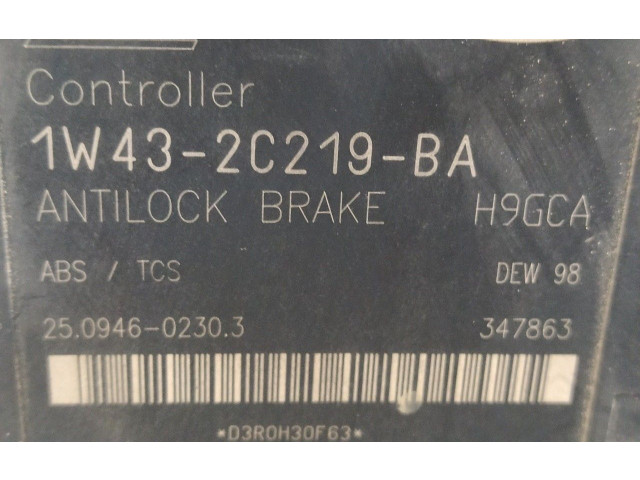 Controller
1W43-2C219-BA
ANTILOCK BRAKE H9GCA
ABS / TCS DEW 98
25.0946-0230.3 347863
*D3R0H30F63*